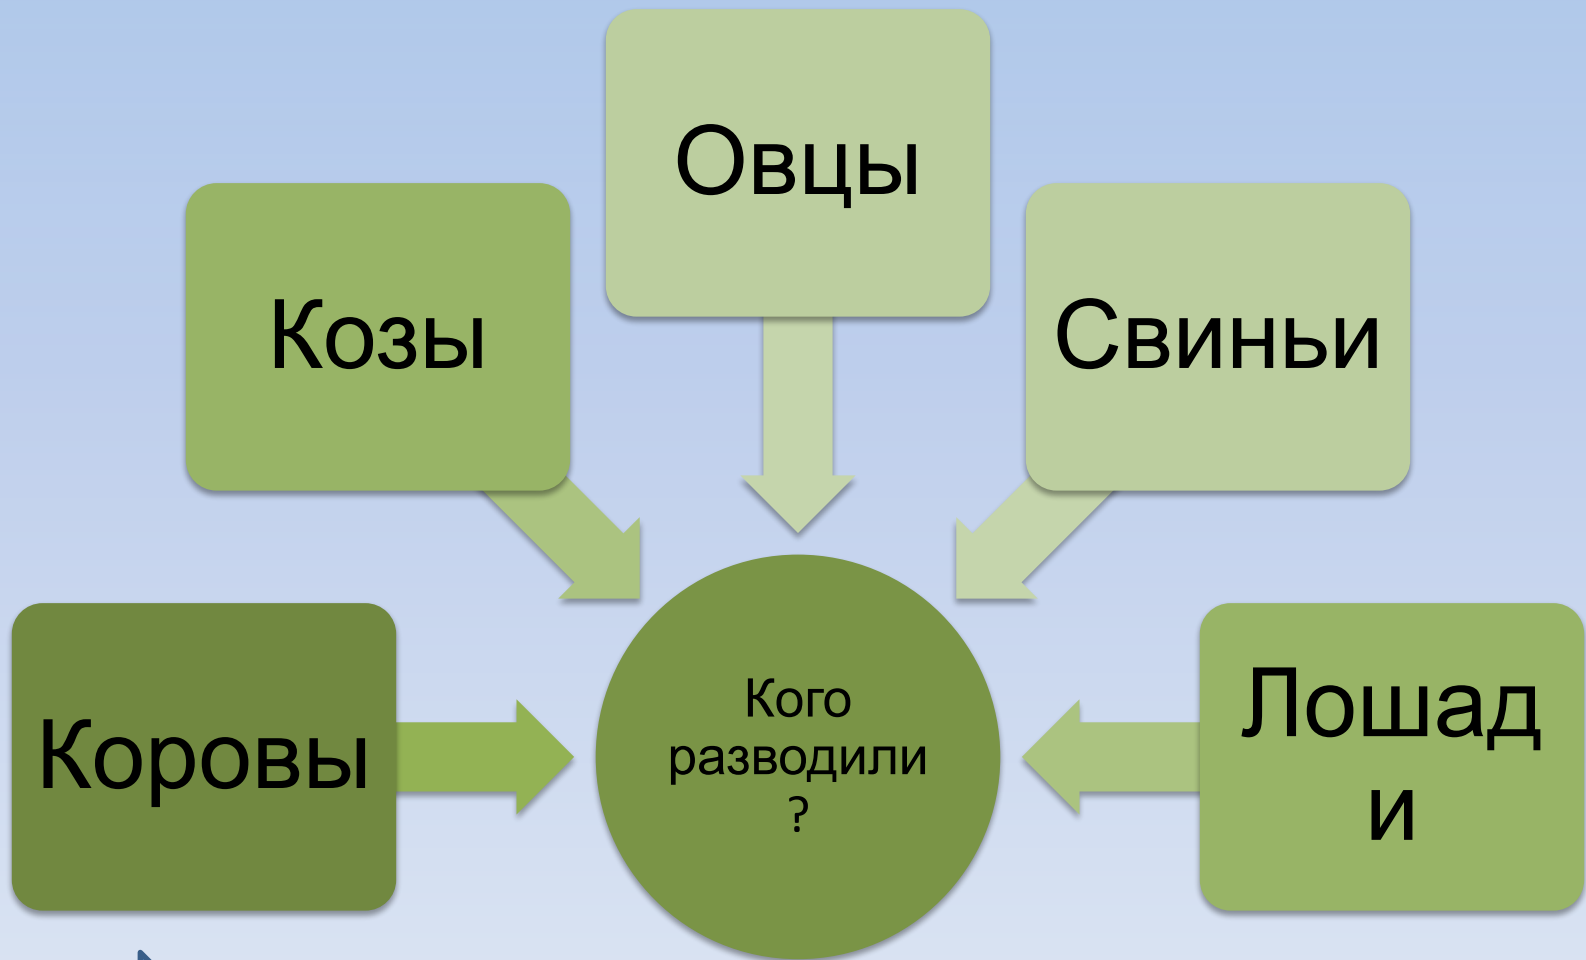 Овцы
Козы
Свиньи
Коровы
Кого
разводили
?
Лошад
и